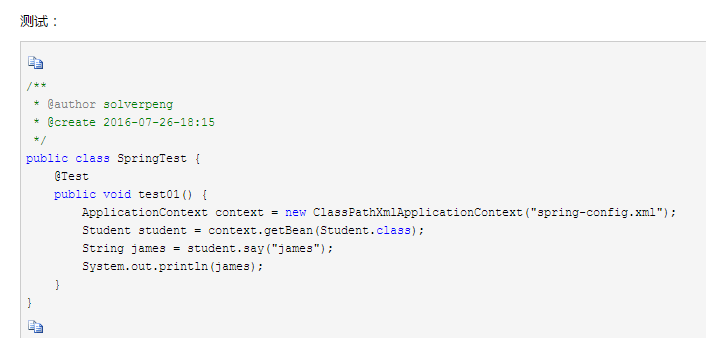 测试：
/**
 * @author solverpeng
 * @create 2016-07-26-18:15
 */
public class SpringTest {
    @Test
    public void test01() {
        ApplicationContext context = new ClassPathXmlApplicationContext("spring-config.xml");
        Student student = context.getBean(Student.class);
        String james = student.say("james");
        System.out.println(james);
    }
}